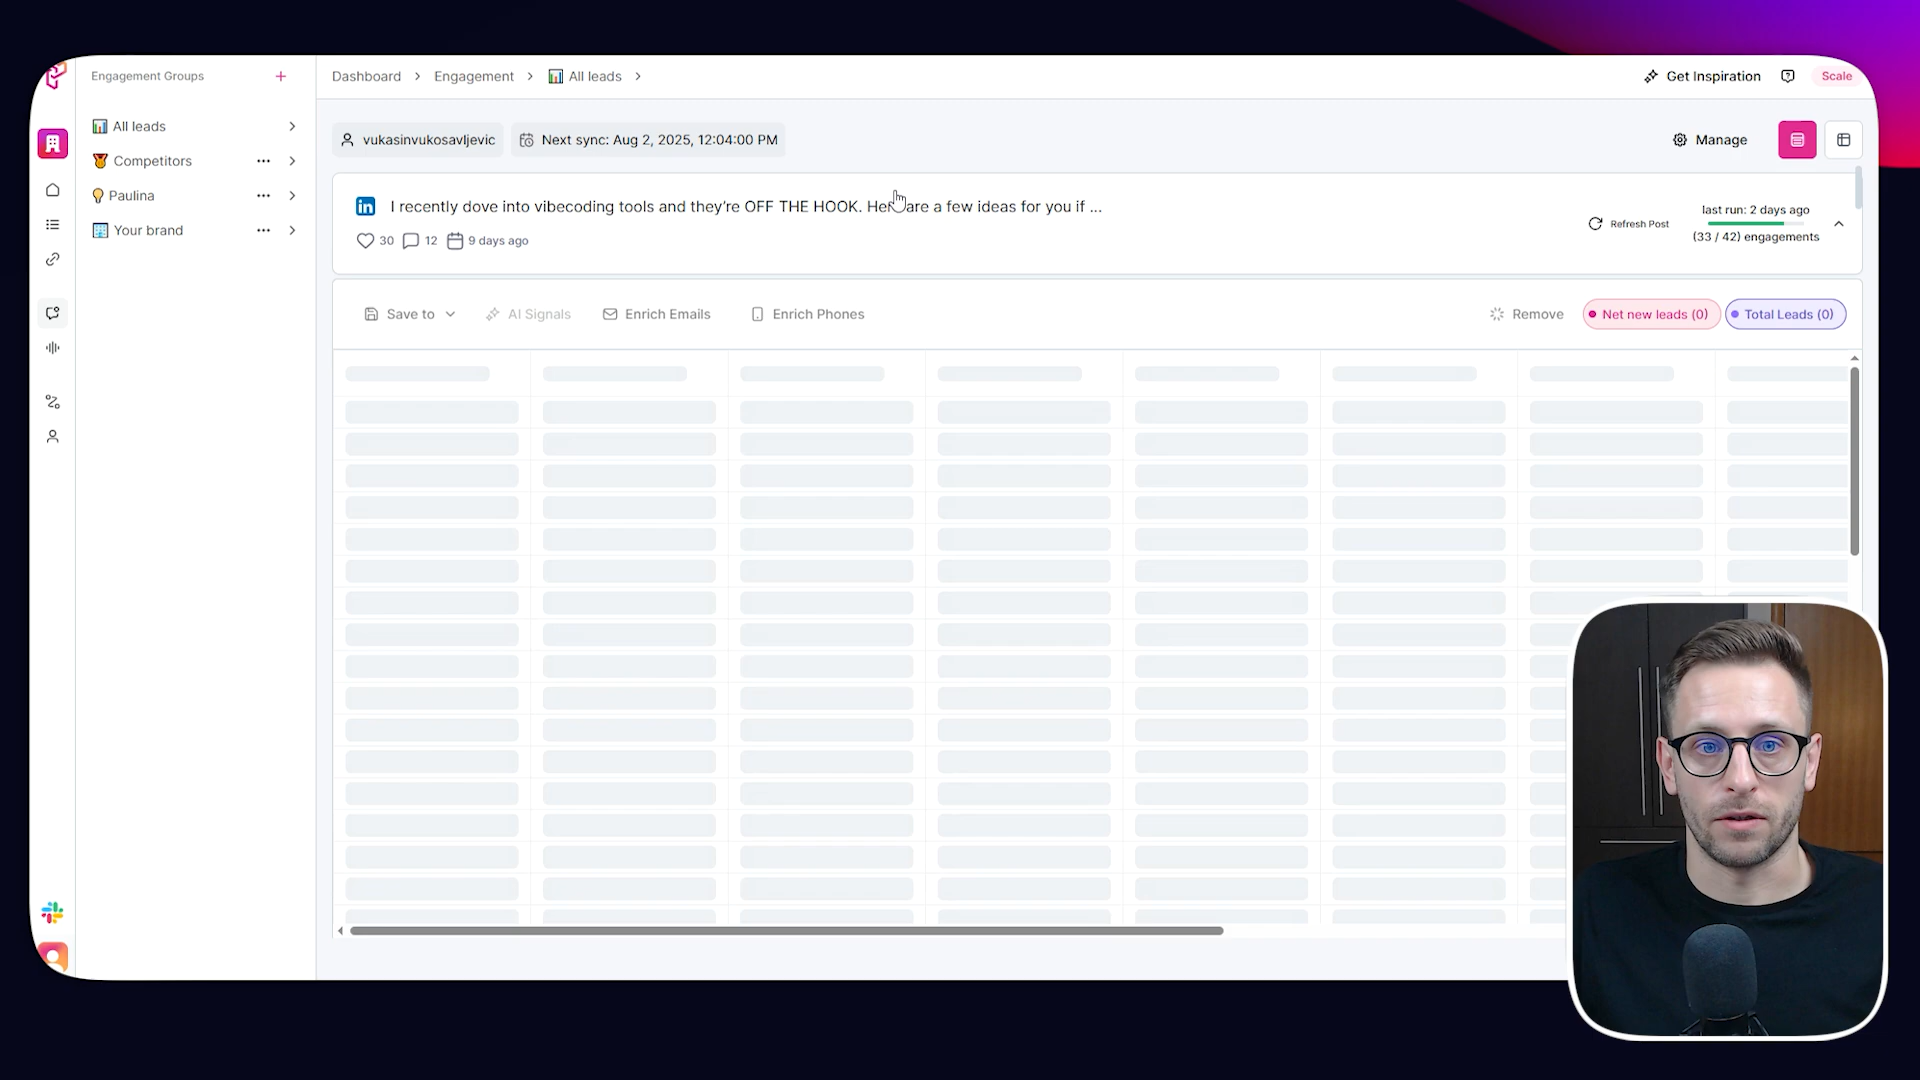 Engagement Groups
All leads
Competitors
Paulina
Your brand
Dashboard > Engagement > All leads >
Get Inspiration
Scale
vukasinvukosavljevic
Next sync: Aug 2, 2025, 12:04:00 PM
Manage
I recently dove into vibecoding tools and they're OFF THE HOOK. Here are a few ideas for you if ...
30 12 9 days ago
Refresh Post
last run: 2 days ago
(33 / 42) engagements
Save to
AI Signals
Enrich Emails
Enrich Phones
Remove
Net new leads (0)
Total Leads (0)